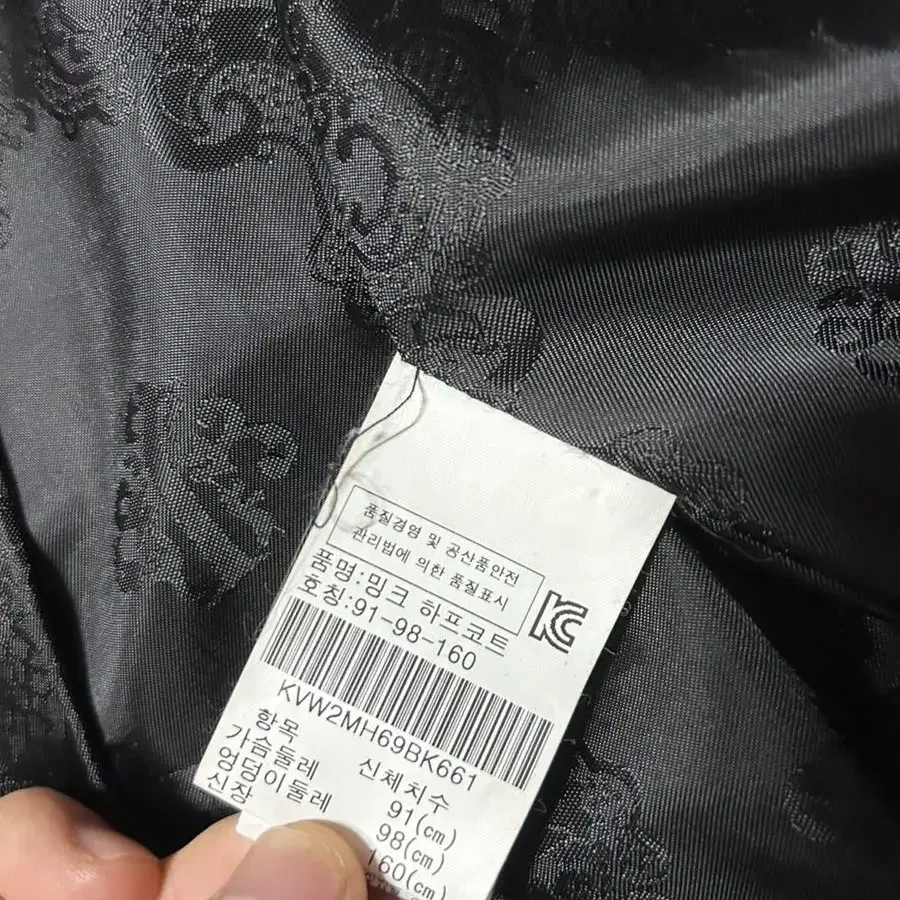 품질경영 및 공산품안전
관리법에 의한 품질표시
품명:밍크 하프코트
호칭:91-98-160
KC
KVW2MH69BK661
항목 신체치수
가슴둘레 91(cm)
엉덩이둘레 98(cm)
신장 160(cm)